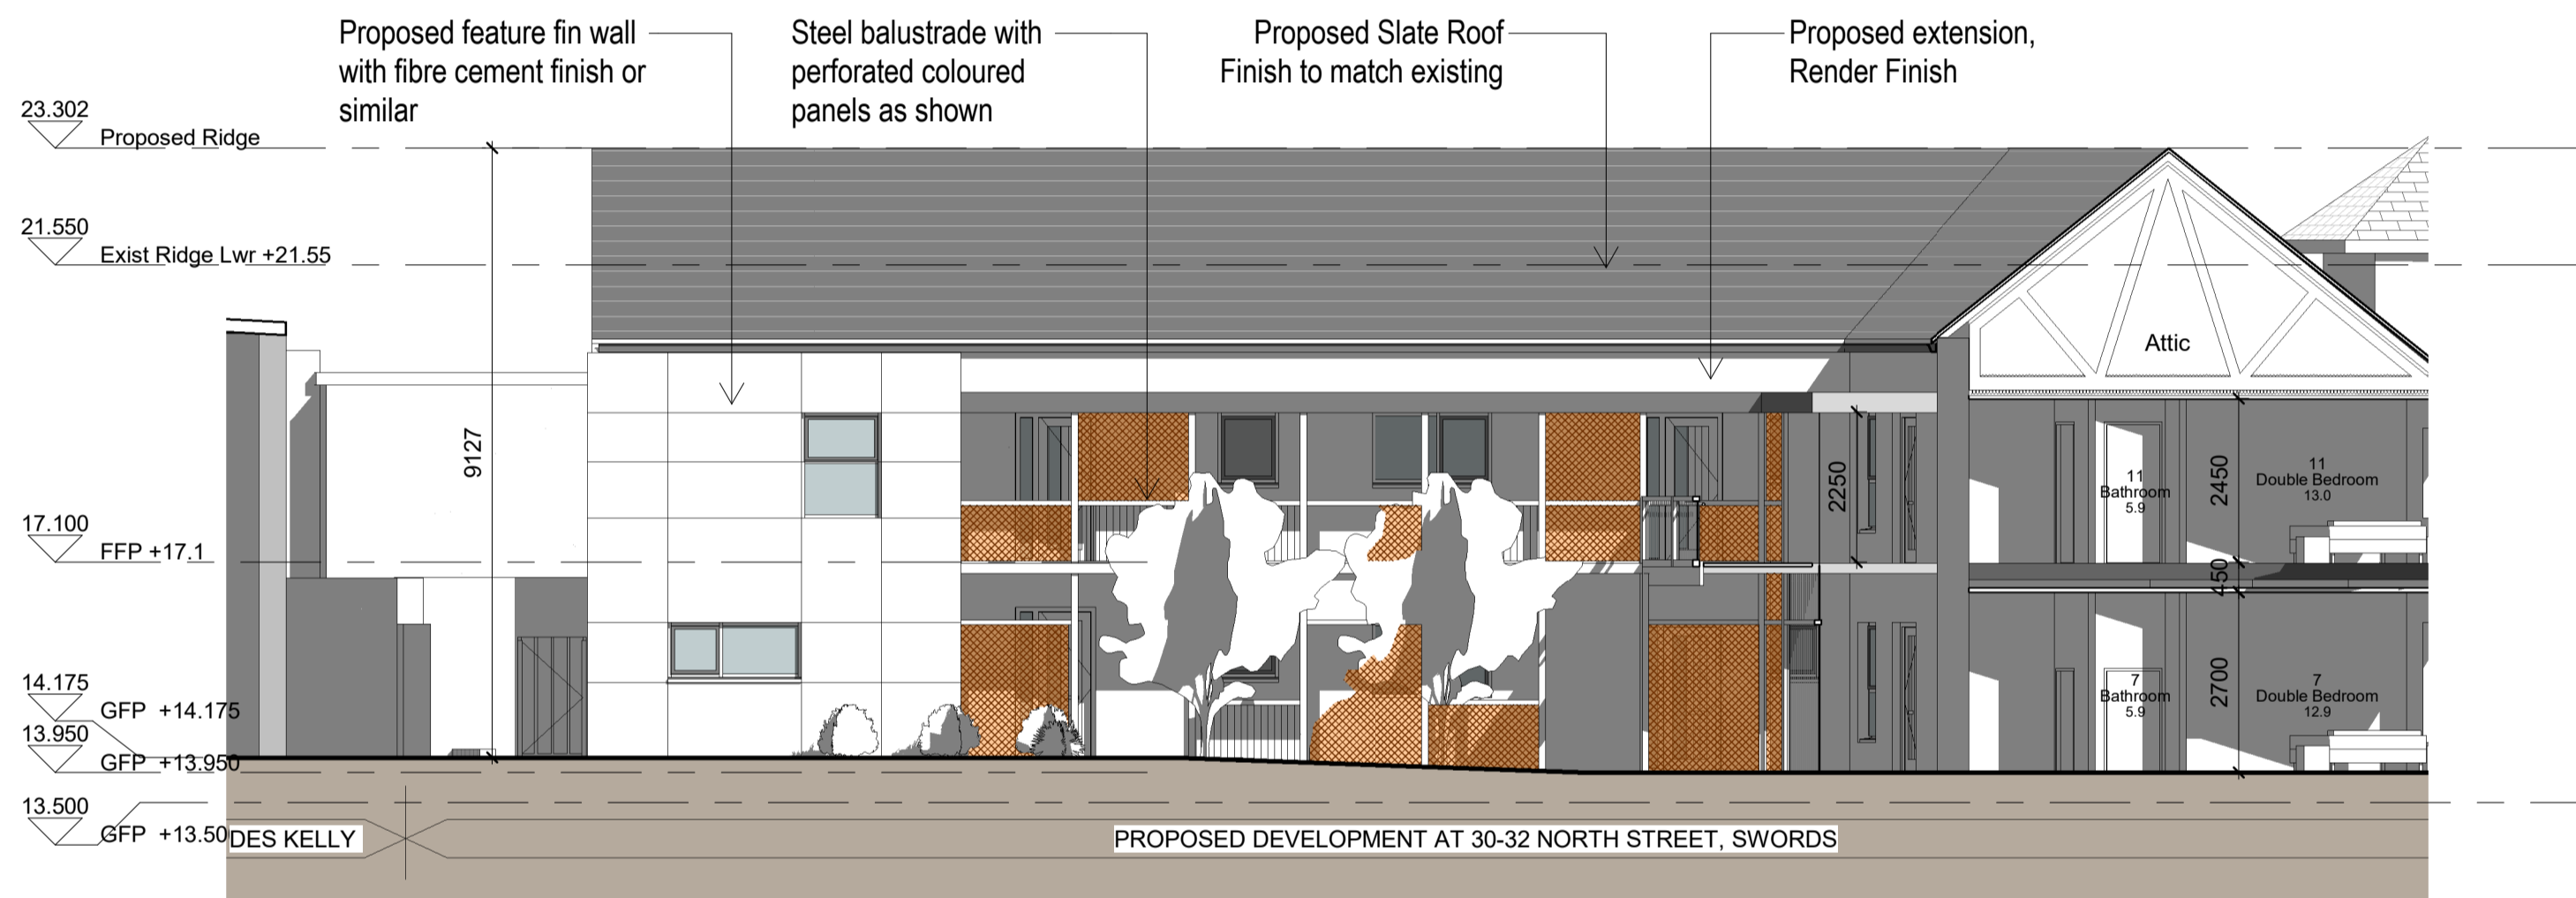 Proposed feature fin wall
with fibre cement finish or
similar
Steel balustrade with
perforated coloured
panels as shown
Proposed Slate Roof
Finish to match existing
Proposed extension,
Render Finish
23.302
Proposed Ridge
21.550
Exist Ridge Lwr +21.55
17.100
FFP +17.1
14.175
GFP +14.175
13.950
GFP +13.950
13.500
GFP +13.50
9127
2250
Attic
11
Bathroom
5.9
2450
11
Double Bedroom
13.0
450
7
Bathroom
5.9
2700
7
Double Bedroom
12.9
DES KELLY
PROPOSED DEVELOPMENT AT 30-32 NORTH STREET, SWORDS